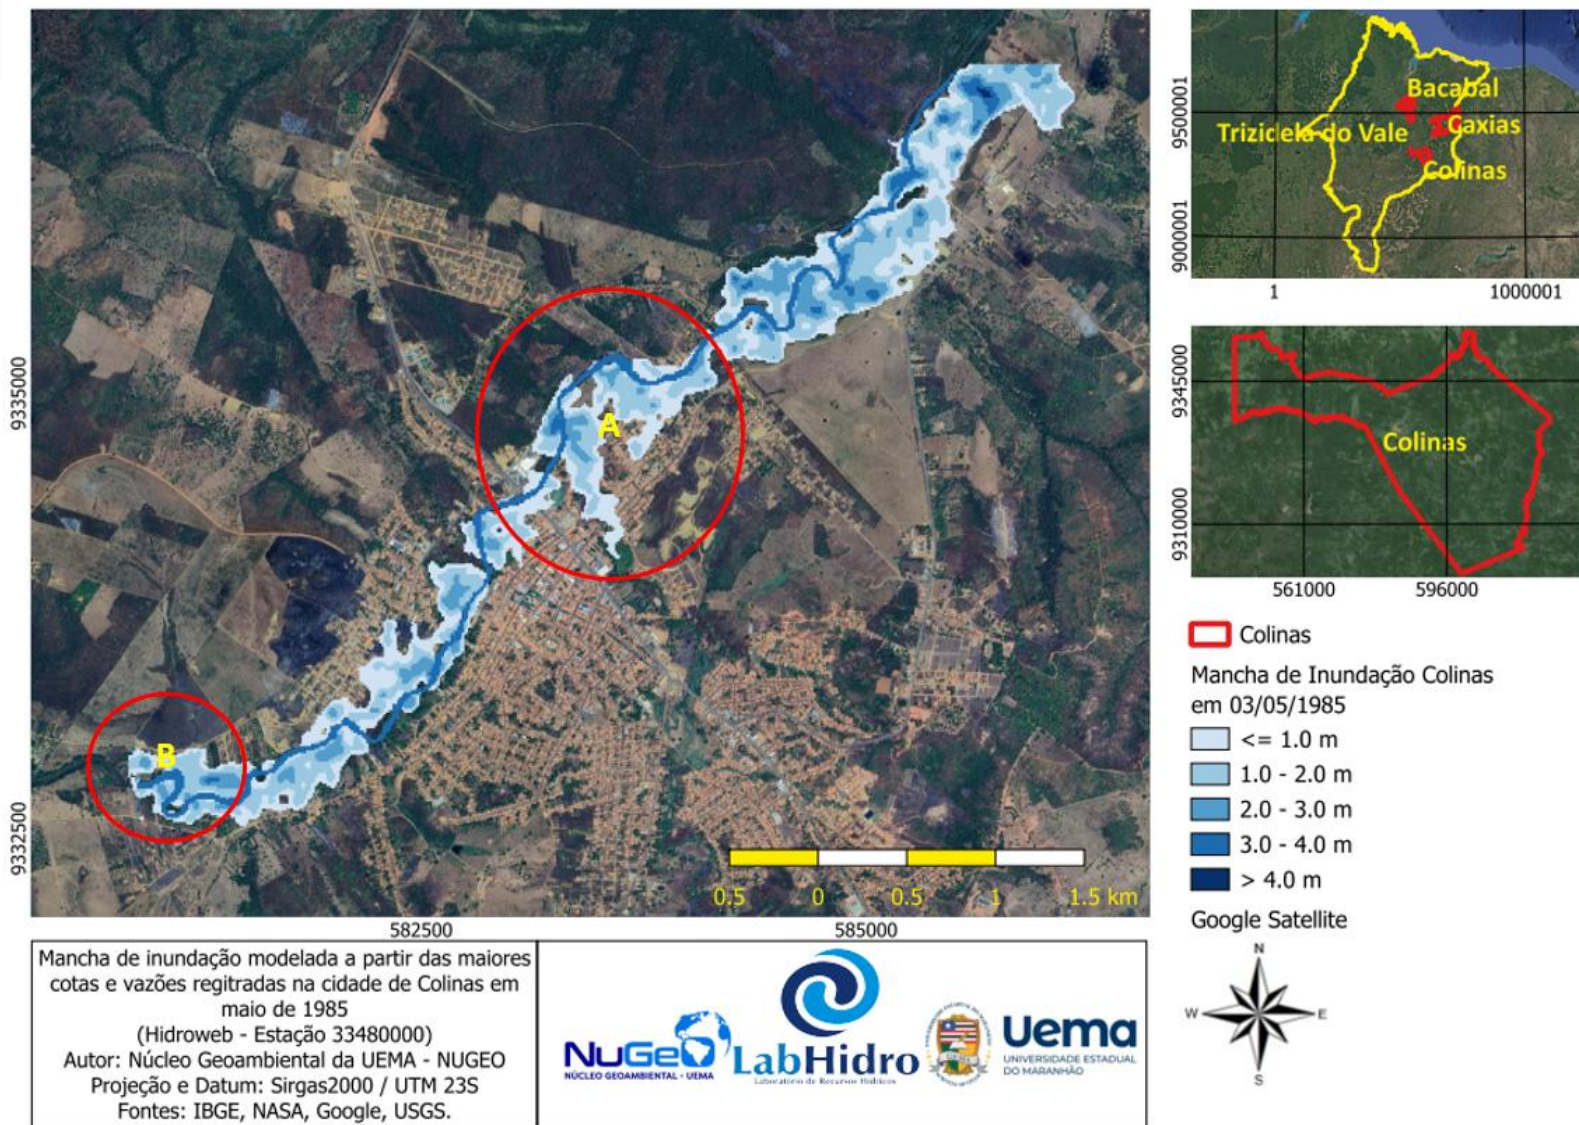 A
B
0.5 0 0.5 1 1.5 km
9335000
9332500
582500
585000
Bacabal
Trizidela do Vale
Caxias
Colinas
9500001
9000001
1
1000001
Colinas
9345000
9310000
561000
596000
Colinas
Mancha de Inundação Colinas
em 03/05/1985
<= 1.0 m
1.0 - 2.0 m
2.0 - 3.0 m
3.0 - 4.0 m
> 4.0 m
Google Satellite
N
W
E
S
Mancha de inundação modelada a partir das maiores
cotas e vazões regitradas na cidade de Colinas em
maio de 1985
(Hidroweb - Estação 33480000)
Autor: Núcleo Geoambiental da UEMA - NUGEO
Projeção e Datum: Sirgas2000 / UTM 23S
Fontes: IBGE, NASA, Google, USGS.
NuGeO
NÚCLEO GEOAMBIENTAL - UEMA
LabHidro
Laboratório de Recursos Hídricos
Uema
UNIVERSIDADE ESTADUAL
DO MARANHÃO